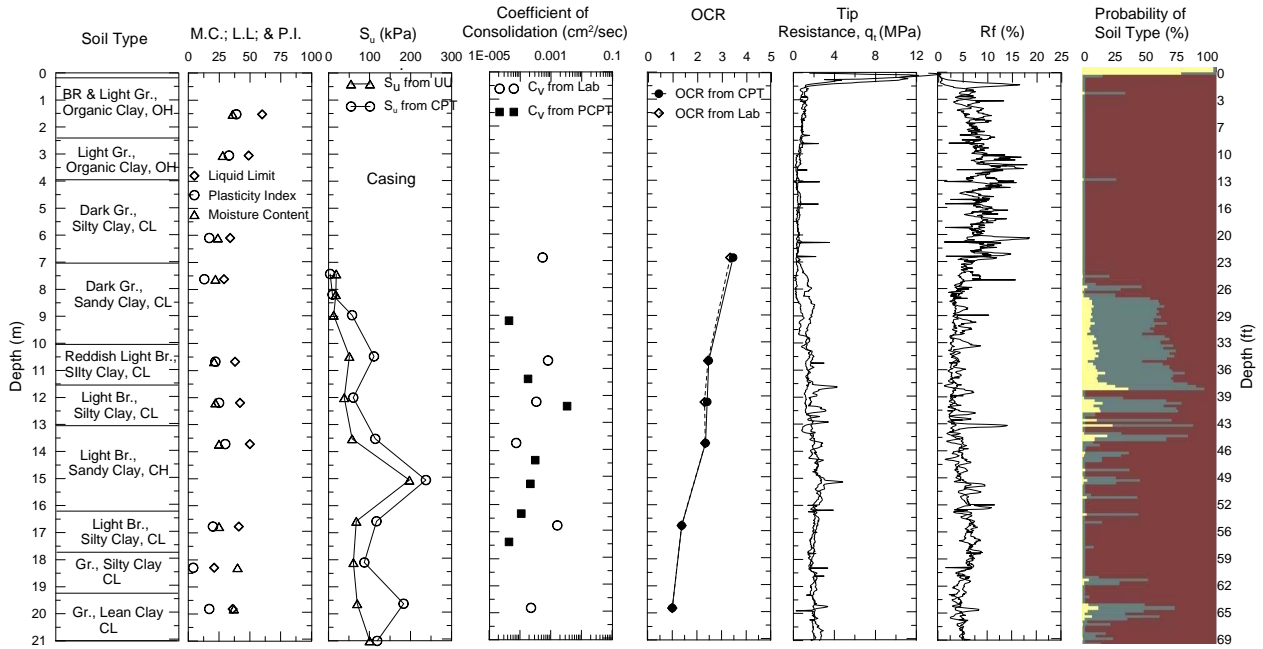 Soil Type
M.C.; L.L; & P.I.
0 25 50 75 100
Su (kPa)
0 50 100 200 300
Coefficient of
Consolidation (cm²/sec)
1E-005 0.001 0.1
OCR
0 1 2 3 4 5
Tip
Resistance, qt (MPa)
0 2 4 6 8 12
Rf (%)
0 5 10 15 20 25
Probability of
Soil Type (%)
0 20 40 60 80 100
Depth (m)
0
1
2
3
4
5
6
7
8
9
10
11
12
13
14
15
16
17
18
19
20
21
BR & Light Gr.,
Organic Clay, OH
Light Gr.,
Organic Clay, OH
Dark Gr.,
Silty Clay, CL
Dark Gr.,
Sandy Clay, CL
Reddish Light Br.,
SIlty Clay, CL
Light Br.,
Silty Clay, CL
Light Br.,
Sandy Clay, CH
Light Br.,
Silty Clay, CL
Gr., Silty Clay
CL
Gr., Lean Clay
CL
Liquid Limit
Plasticity Index
Moisture Content
Su from UU
Su from CPT
Casing
Cv from Lab
Cv from PCPT
OCR from CPT
OCR from Lab
0
3
7
10
13
16
20
23
26
29
33
36
39
43
46
49
52
56
59
62
65
69
Depth (ft)